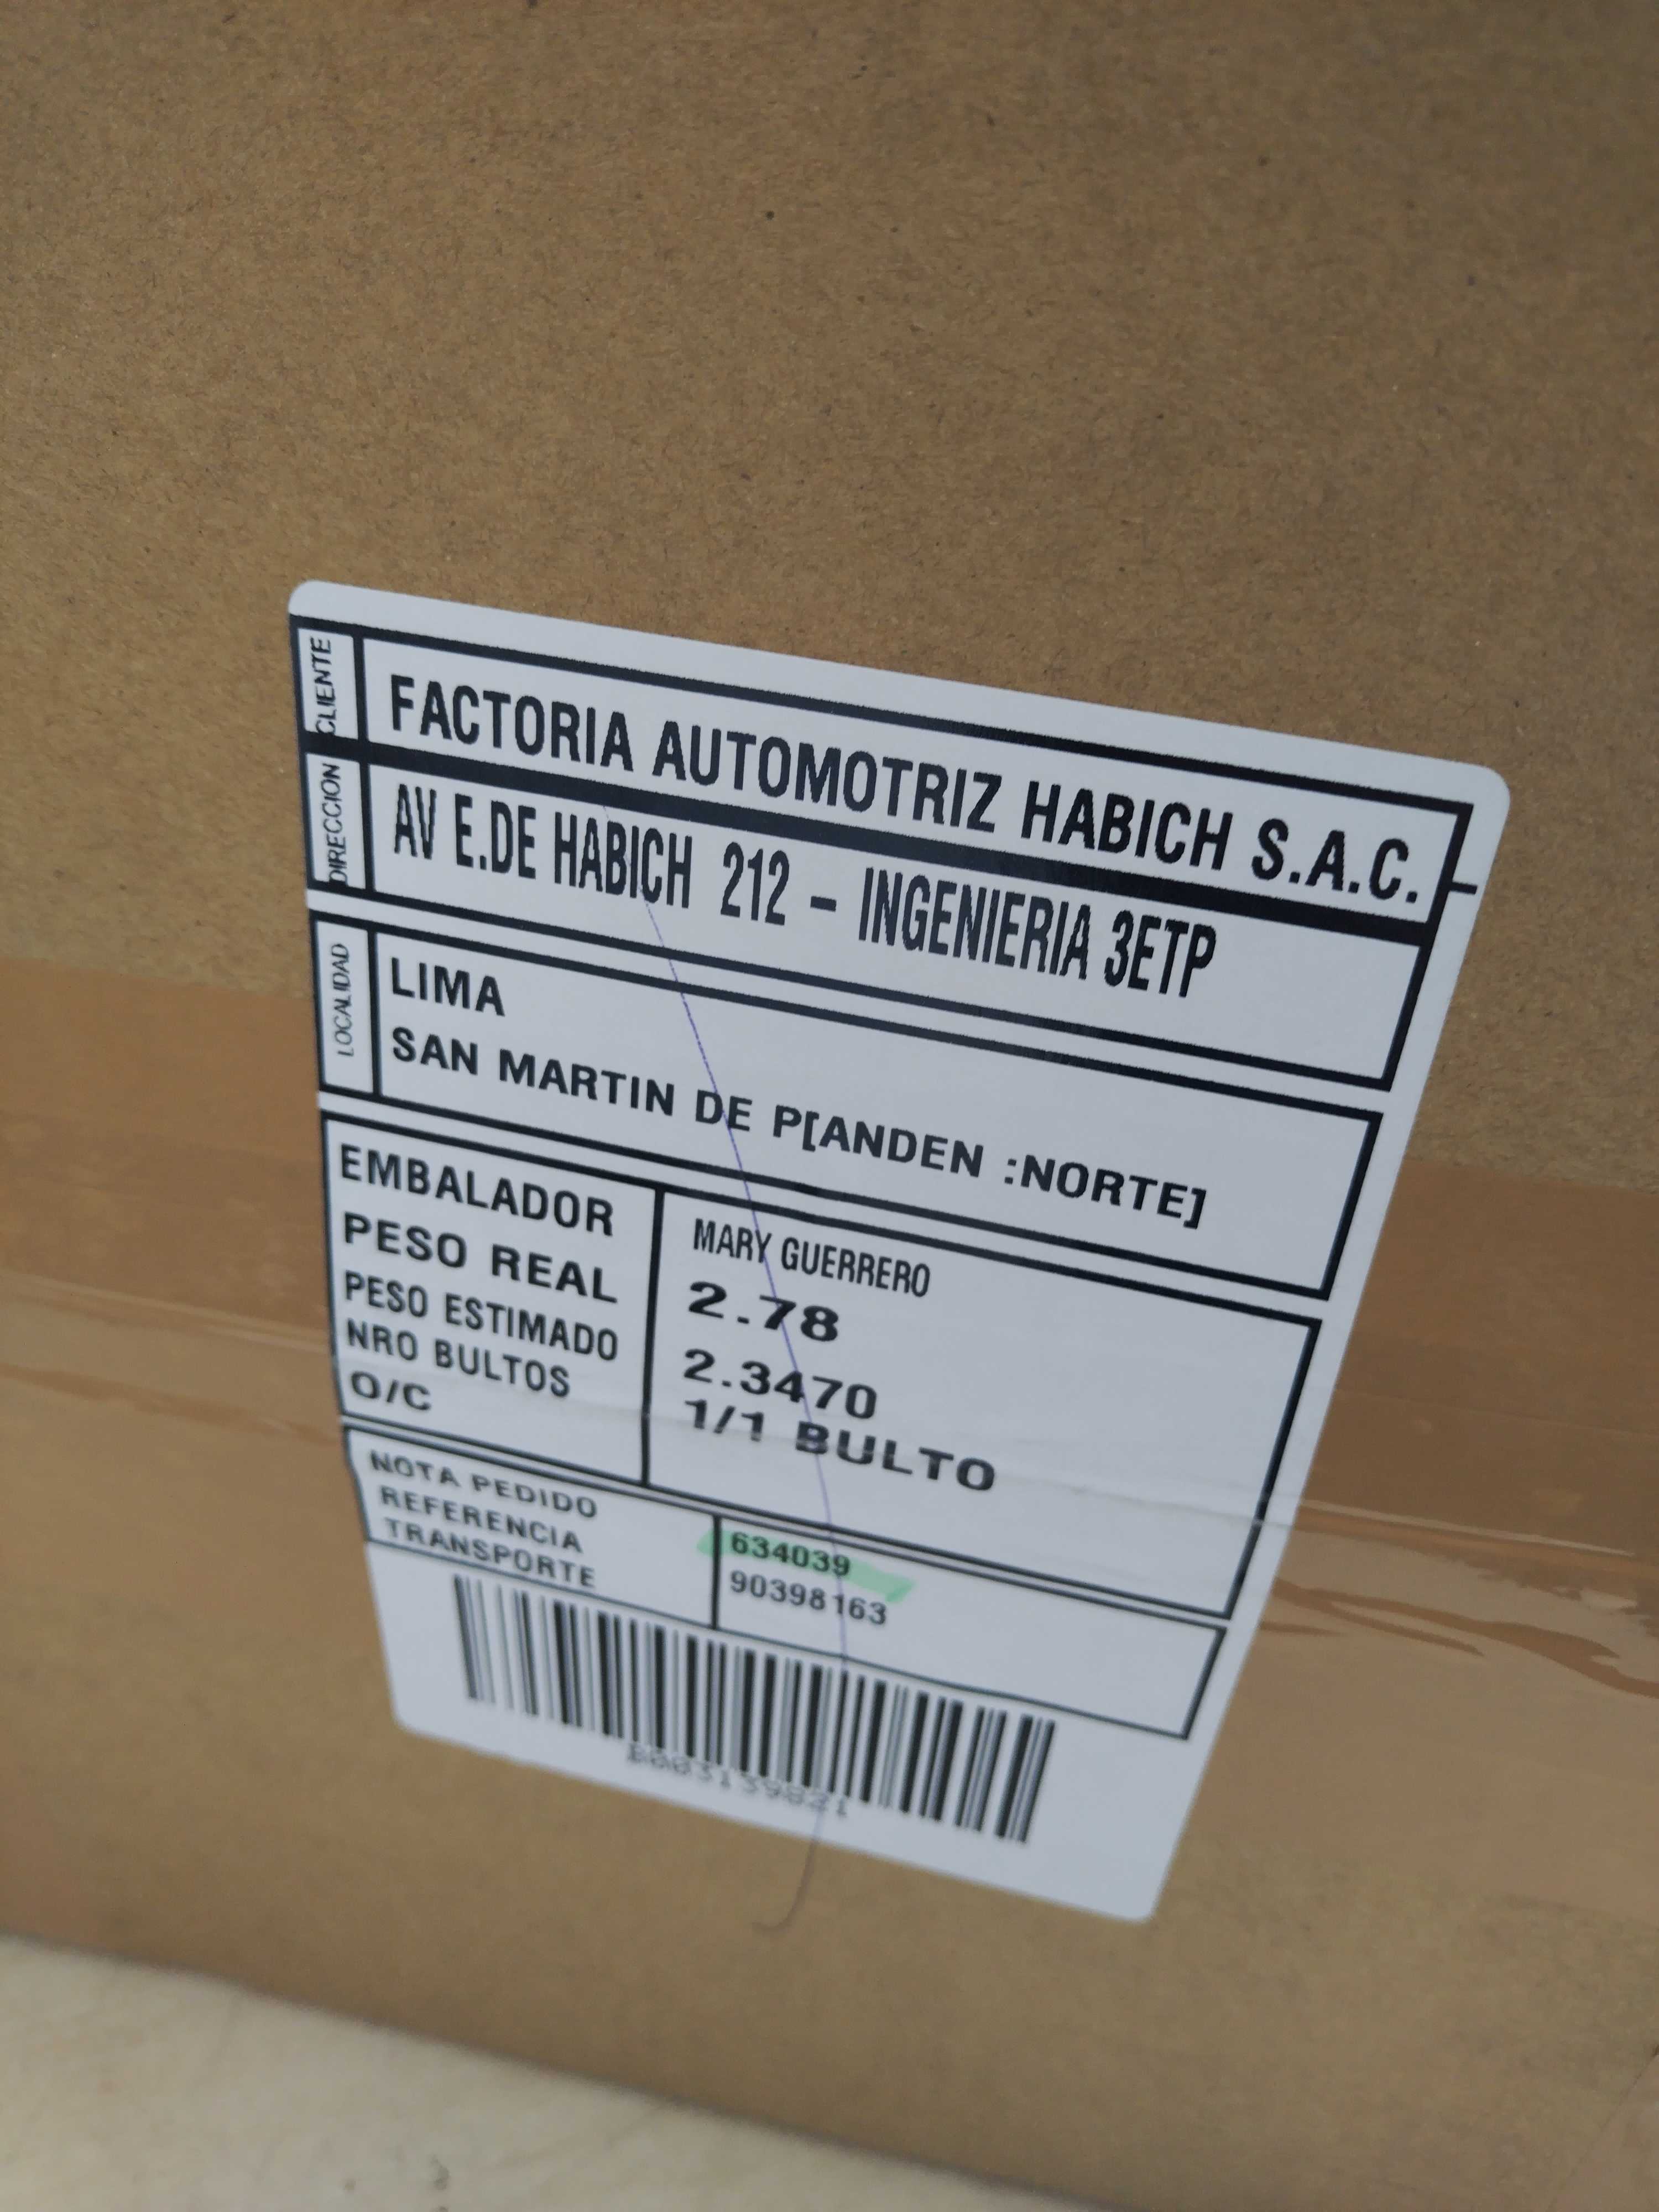 CLIENTE
FACTORIA AUTOMOTRIZ HABICH S.A.C.
DIRECCION
AV E.DE HABICH 212 - INGENIERIA 3ETP
LOCALIDAD
LIMA
SAN MARTIN DE P[ANDEN :NORTE]
EMBALADOR MARY GUERRERO
PESO REAL 2.78
PESO ESTIMADO 2.3470
NRO BULTOS 1/1 BULTO
O/C
NOTA PEDIDO 634039
REFERENCIA 90398163
TRANSPORTE
B003139821